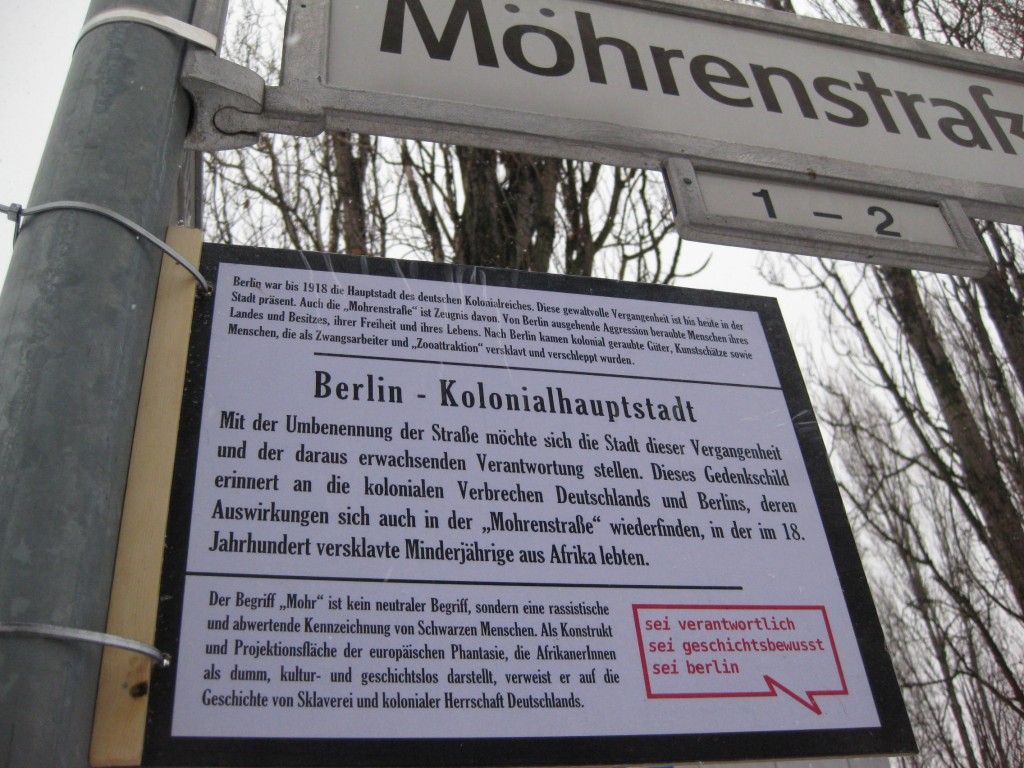 Möhrenstraß
1 – 2
Berlin war bis 1918 die Hauptstadt des deutschen Kolonialreiches. Diese gewaltvolle Vergangenheit ist bis heute in der
Stadt präsent. Auch die „Mohrenstraße“ ist Zeugnis davon. Von Berlin ausgehende Aggression beraubte Menschen ihres
Landes und Besitzes, ihrer Freiheit und ihres Lebens. Nach Berlin kamen kolonial geraubte Güter, Kunstschätze sowie
Menschen, die als Zwangsarbeiter und „Zooattraktion“ versklavt und verschleppt wurden.
Berlin - Kolonialhauptstadt
Mit der Umbenennung der Straße möchte sich die Stadt dieser Vergangenheit
und der daraus erwachsenden Verantwortung stellen. Dieses Gedenkschild
erinnert an die kolonialen Verbrechen Deutschlands und Berlins, deren
Auswirkungen sich auch in der „Mohrenstraße“ wiederfinden, in der im 18.
Jahrhundert versklavte Minderjährige aus Afrika lebten.
Der Begriff „Mohr“ ist kein neutraler Begriff, sondern eine rassistische
und abwertende Kennzeichnung von Schwarzen Menschen. Als Konstrukt
und Projektionsfläche der europäischen Phantasie, die AfrikanerInnen
als dumm, kultur- und geschichtslos darstellt, verweist er auf die
Geschichte von Sklaverei und kolonialer Herrschaft Deutschlands.
sei verantwortlich
sei geschichtsbewusst
sei berlin